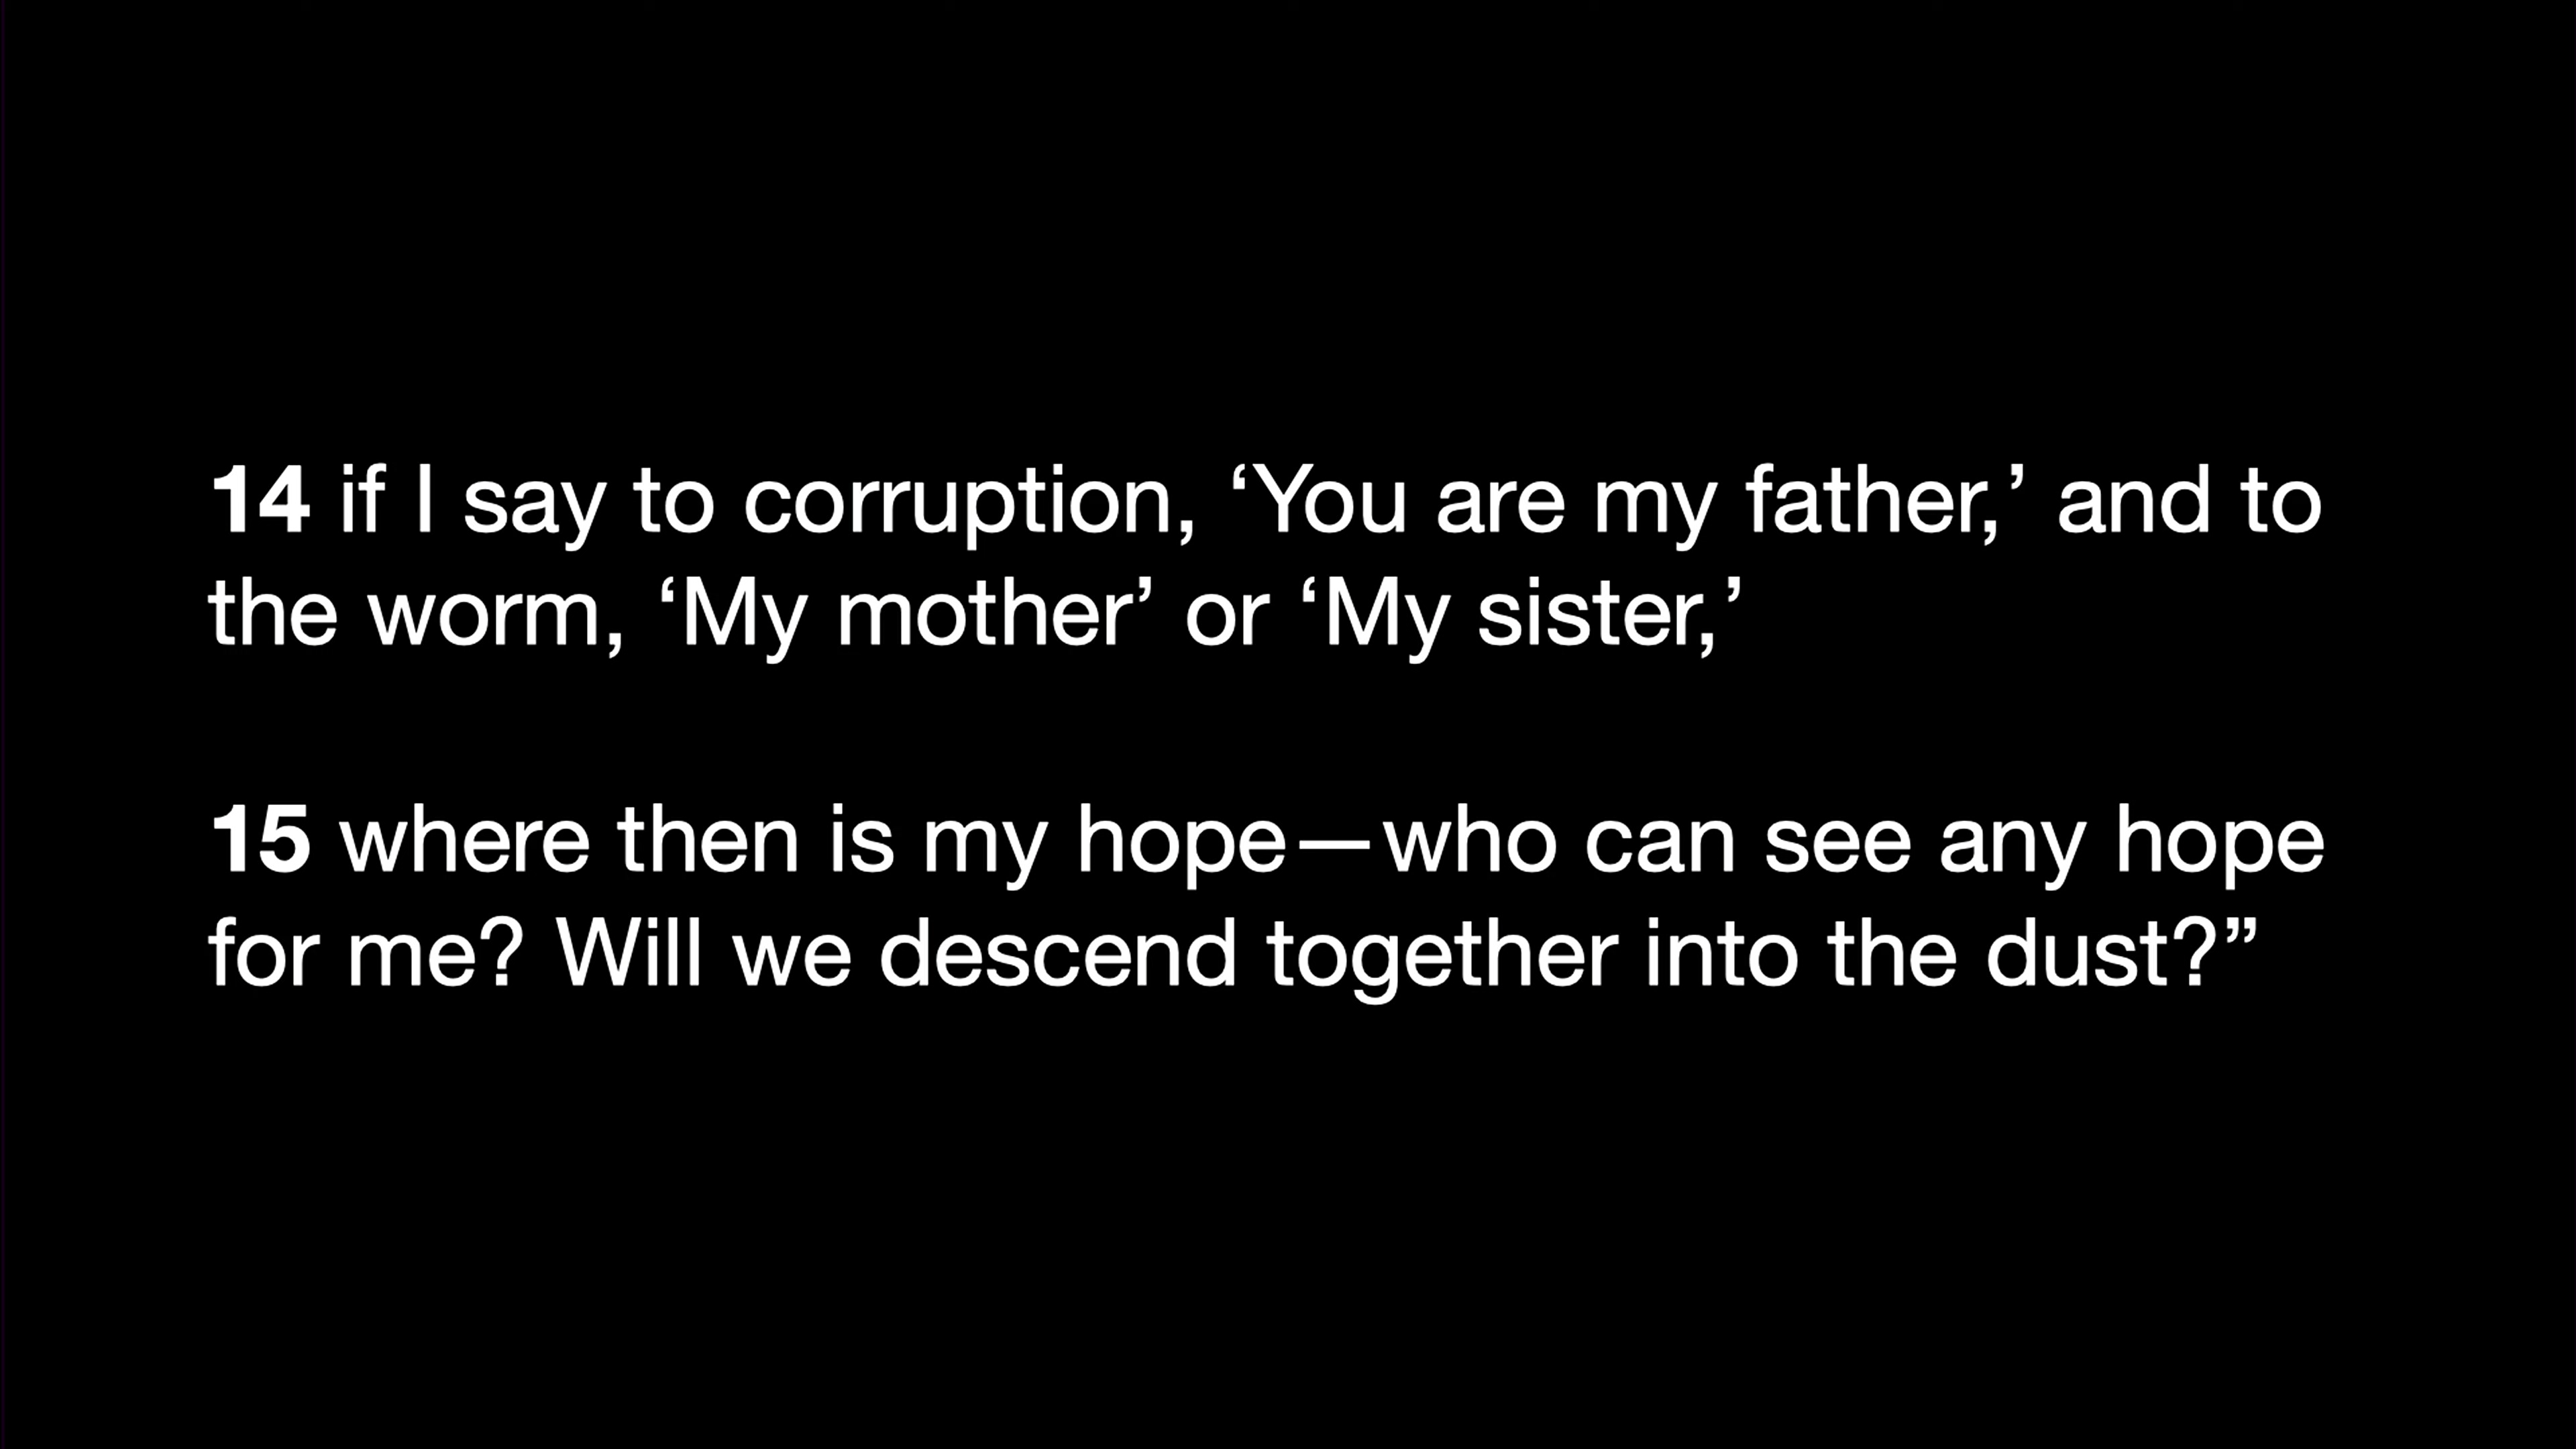 14 if I say to corruption, ‘You are my father,’ and to
the worm, ‘My mother’ or ‘My sister,’
15 where then is my hope—who can see any hope
for me? Will we descend together into the dust?”